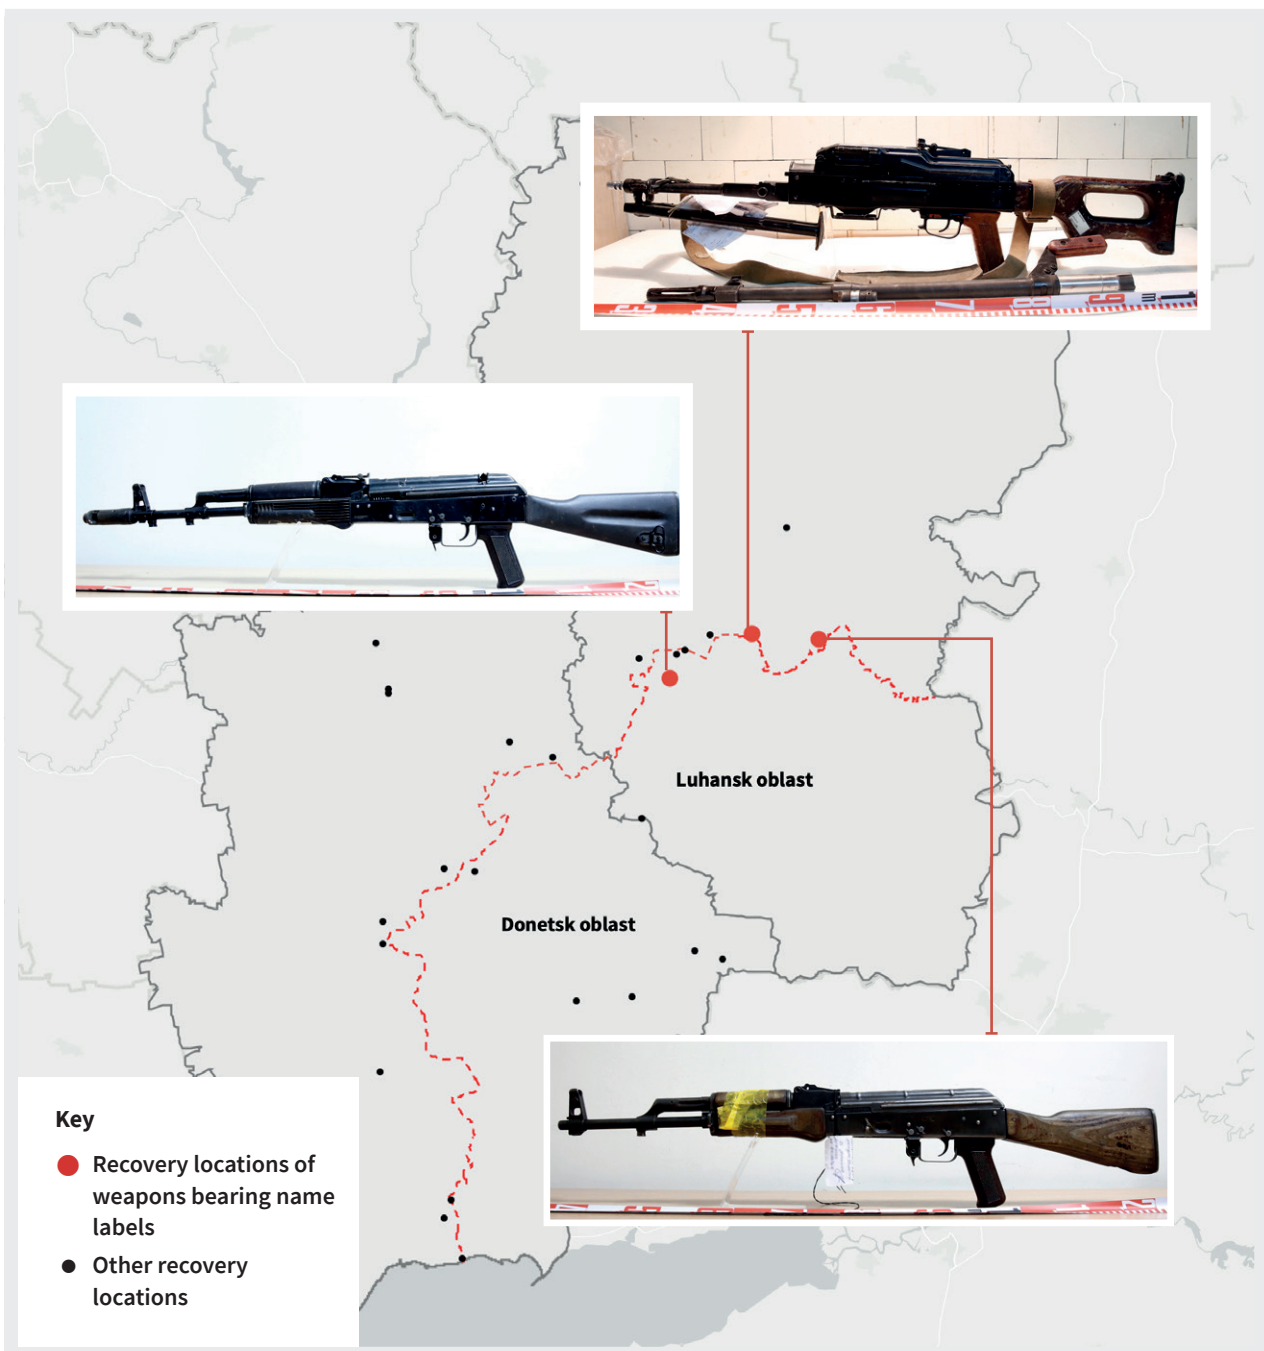 Luhansk oblast
Donetsk oblast
Key
Recovery locations of
weapons bearing name
labels
Other recovery
locations